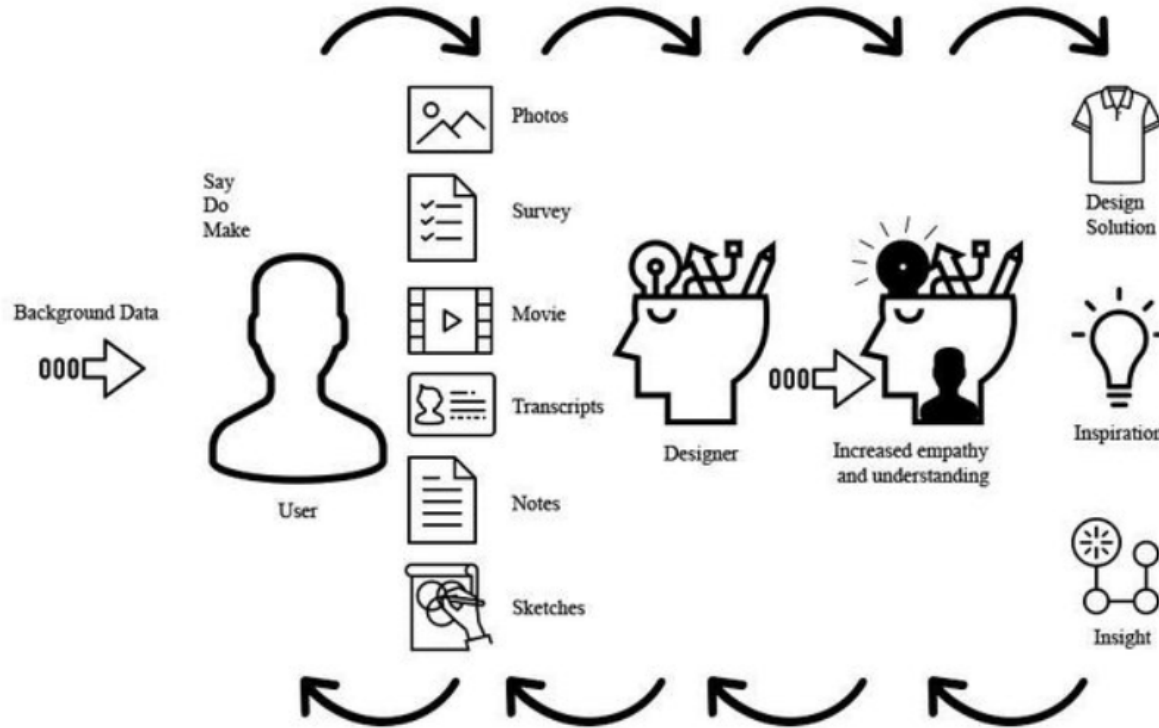 Photos
Say
Do
Make
Survey
Design
Solution
Background Data
Movie
Transcripts
Designer
Increased empathy
and understanding
Inspiration
User
Notes
Sketches
Insight